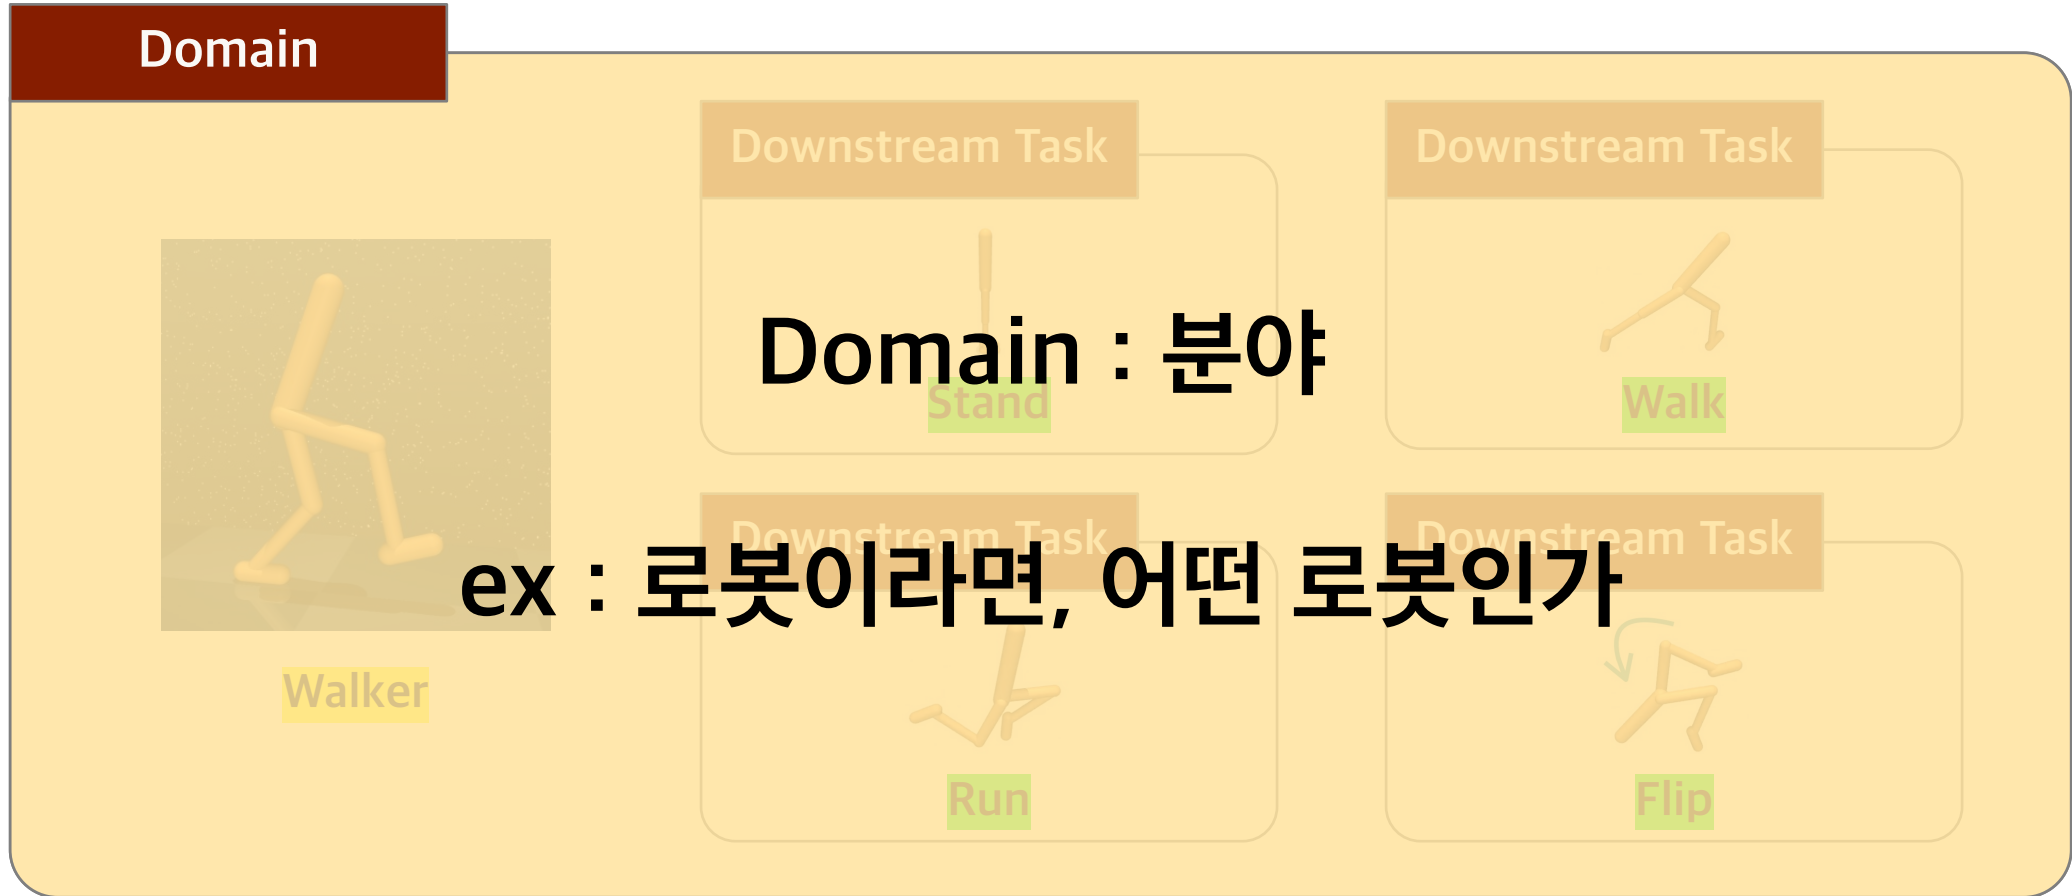 Domain
Downstream Task
Downstream Task
Stand
Walk
Domain : 분야
Downstream Task
Downstream Task
ex : 로봇이라면, 어떤 로봇인가
Walker
Run
Flip